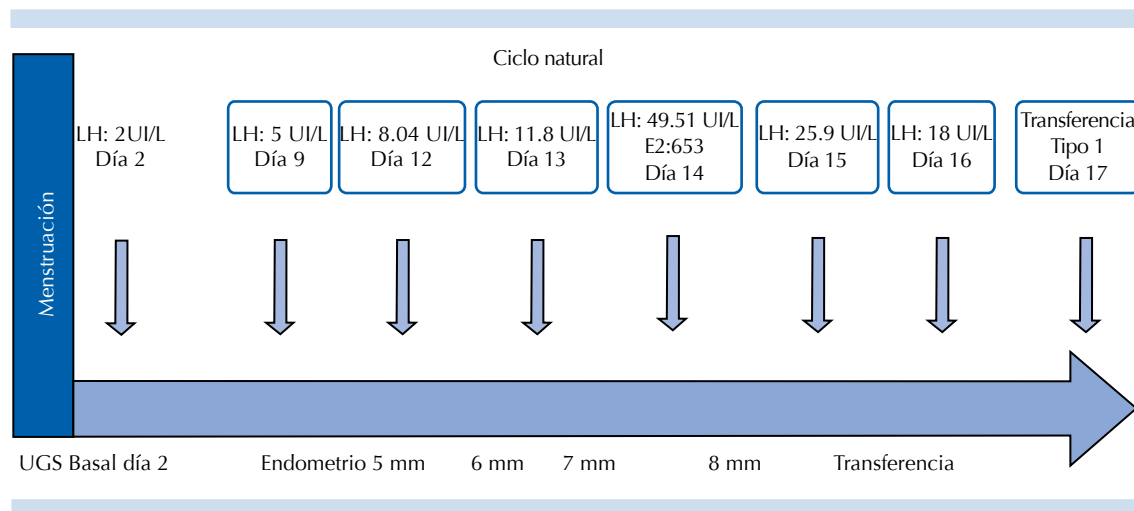 Ciclo natural
Menstruación
LH: 2UI/L
Día 2
LH: 5 UI/L
Día 9
LH: 8.04 UI/L
Día 12
LH: 11.8 UI/L
Día 13
LH: 49.51 UI/L
E2:653
Día 14
LH: 25.9 UI/L
Día 15
LH: 18 UI/L
Día 16
Transferencia
Tipo 1
Día 17
UGS Basal día 2
Endometrio 5 mm
6 mm
7 mm
8 mm
Transferencia